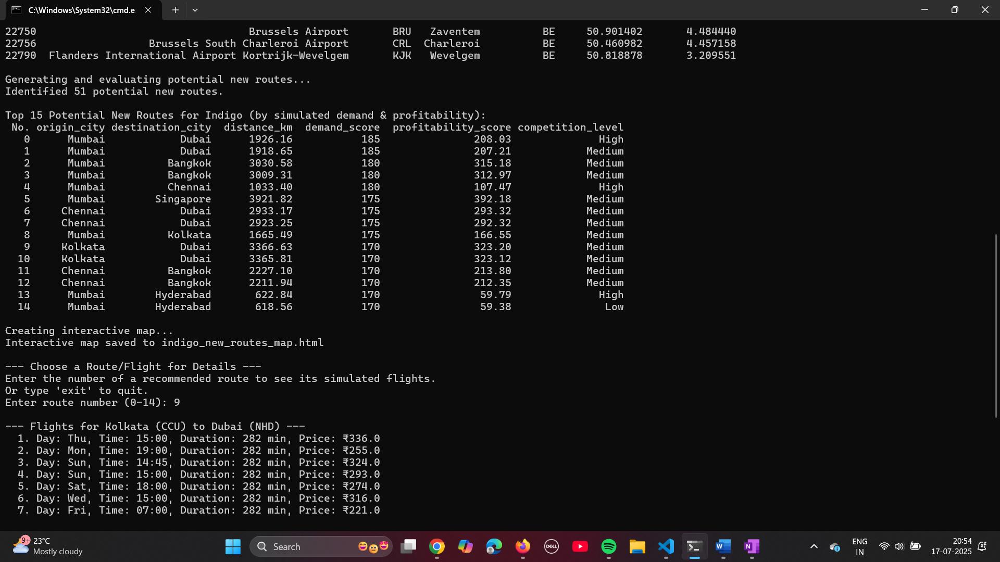 C:\Windows\System32\cmd.e
22750 Brussels Airport BRU Zaventem BE 50.901402 4.484440
22756 Brussels South Charleroi Airport CRL Charleroi BE 50.460982 4.457158
22790 Flanders International Airport Kortrijk-Wevelgem KJK Wevelgem BE 50.818878 3.209551
Generating and evaluating potential new routes...
Identified 51 potential new routes.
Top 15 Potential New Routes for Indigo (by simulated demand & profitability):
No. origin_city destination_city distance_km demand_score profitability_score competition_level
0 Mumbai Dubai 1926.16 185 208.03 High
1 Mumbai Dubai 1918.65 185 207.21 Medium
2 Mumbai Bangkok 3030.58 180 315.18 Medium
3 Mumbai Bangkok 3009.31 180 312.97 Medium
4 Mumbai Chennai 1033.40 180 107.47 High
5 Mumbai Singapore 3921.82 175 392.18 Medium
6 Chennai Dubai 2933.17 175 293.32 Medium
7 Chennai Dubai 2923.25 175 292.32 Medium
8 Mumbai Kolkata 1665.49 175 166.55 Medium
9 Kolkata Dubai 3366.63 170 323.20 Medium
10 Kolkata Dubai 3365.81 170 323.12 Medium
11 Chennai Bangkok 2227.10 170 213.80 Medium
12 Chennai Bangkok 2211.94 170 212.35 Medium
13 Mumbai Hyderabad 622.84 170 59.79 High
14 Mumbai Hyderabad 618.56 170 59.38 Low
Creating interactive map...
Interactive map saved to indigo_new_routes_map.html
--- Choose a Route/Flight for Details ---
Enter the number of a recommended route to see its simulated flights.
Or type 'exit' to quit.
Enter route number (0-14): 9
--- Flights for Kolkata (CCU) to Dubai (NHD) ---
1. Day: Thu, Time: 15:00, Duration: 282 min, Price: ₹336.0
2. Day: Mon, Time: 19:00, Duration: 282 min, Price: ₹255.0
3. Day: Sun, Time: 14:45, Duration: 282 min, Price: ₹324.0
4. Day: Sun, Time: 15:00, Duration: 282 min, Price: ₹293.0
5. Day: Sat, Time: 18:00, Duration: 282 min, Price: ₹274.0
6. Day: Wed, Time: 15:00, Duration: 282 min, Price: ₹316.0
7. Day: Fri, Time: 07:00, Duration: 282 min, Price: ₹221.0
9+ 23°C
Mostly cloudy
Search
DELL
W
N
ENG
IN
20:54
17-07-2025